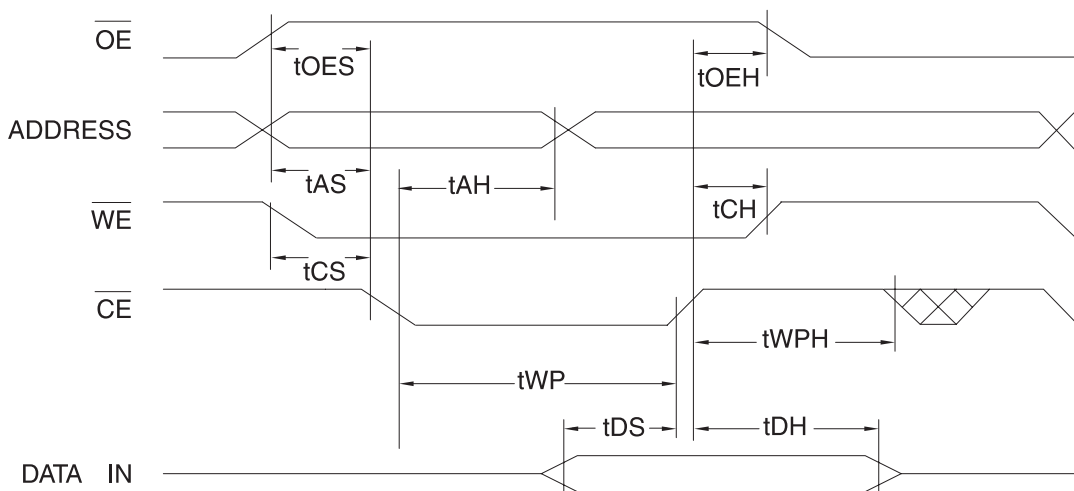 OE
tOES
tOEH
ADDRESS
tAS
tAH
tCH
WE
tCS
CE
tWPH
tWP
tDS
tDH
DATA IN